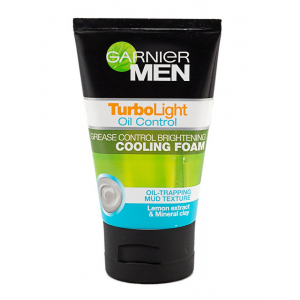 GARNIER
MEN
TurboLight
Oil Control
GREASE CONTROL BRIGHTENING
COOLING FOAM
OIL-TRAPPING
MUD TEXTURE
Lemon extract
& Mineral clay